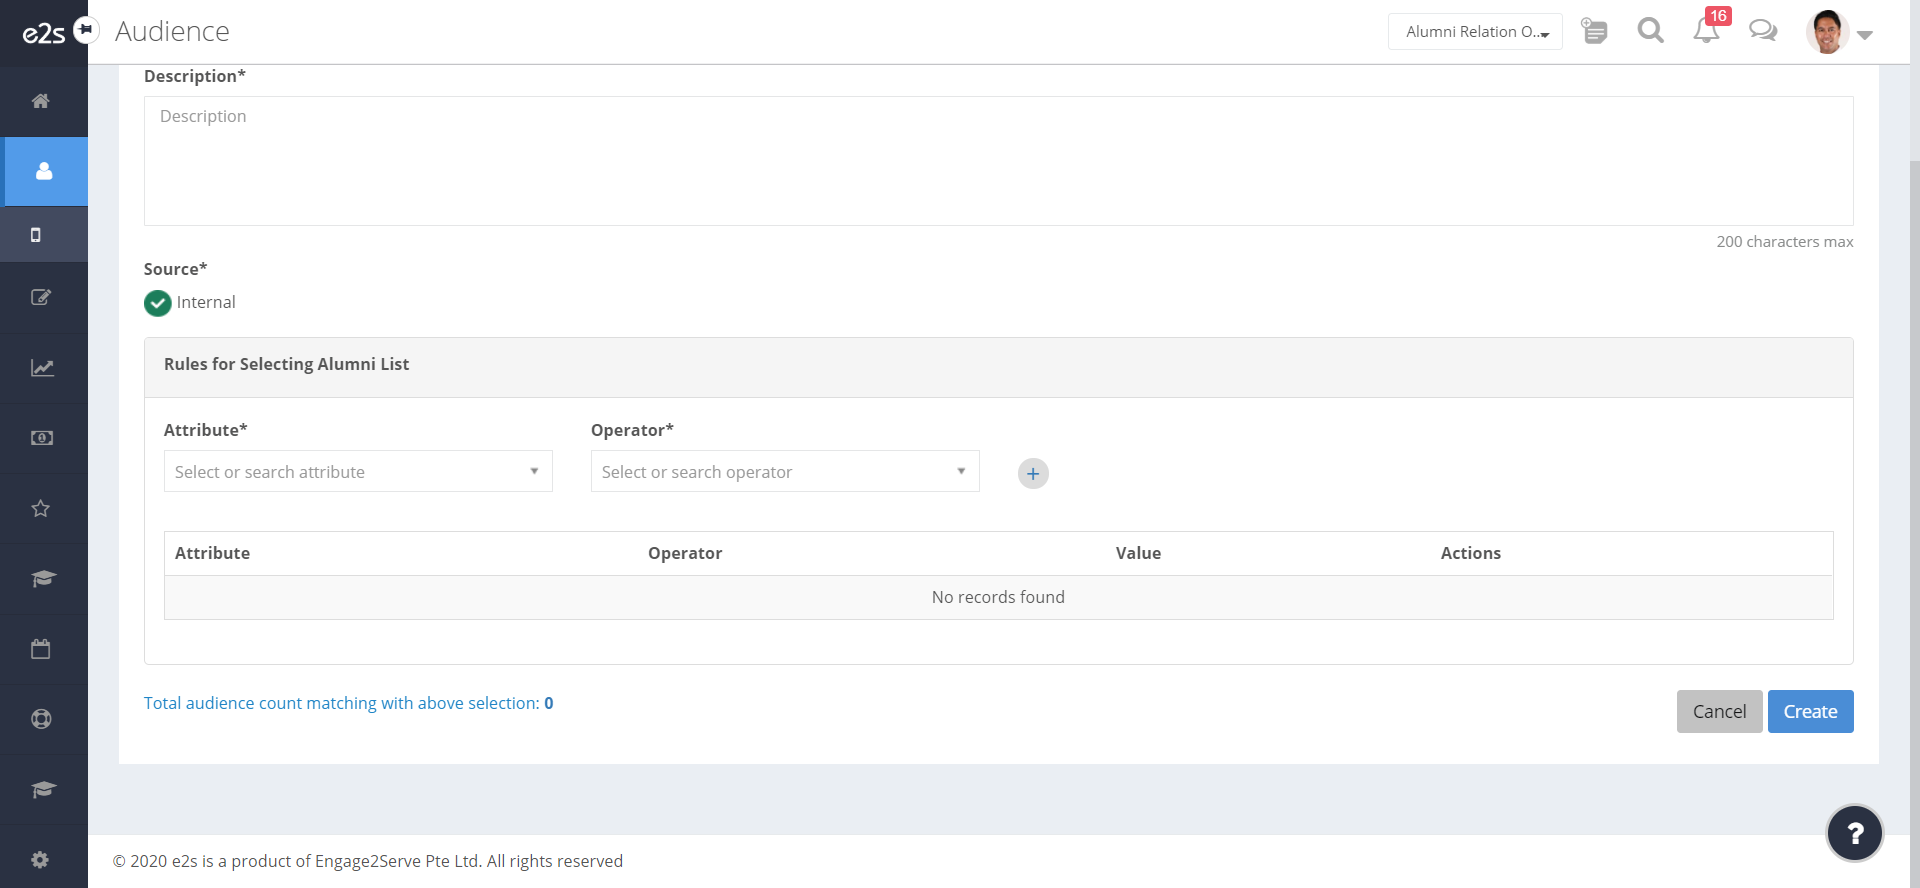 e2s
Audience
Alumni Relation O...
16
Description*
Description
200 characters max
Source*
Internal
Rules for Selecting Alumni List
Attribute* Operator*
Select or search attribute Select or search operator +
Attribute Operator Value Actions
No records found
Total audience count matching with above selection: 0
Cancel Create
?
© 2020 e2s is a product of Engage2Serve Pte Ltd. All rights reserved